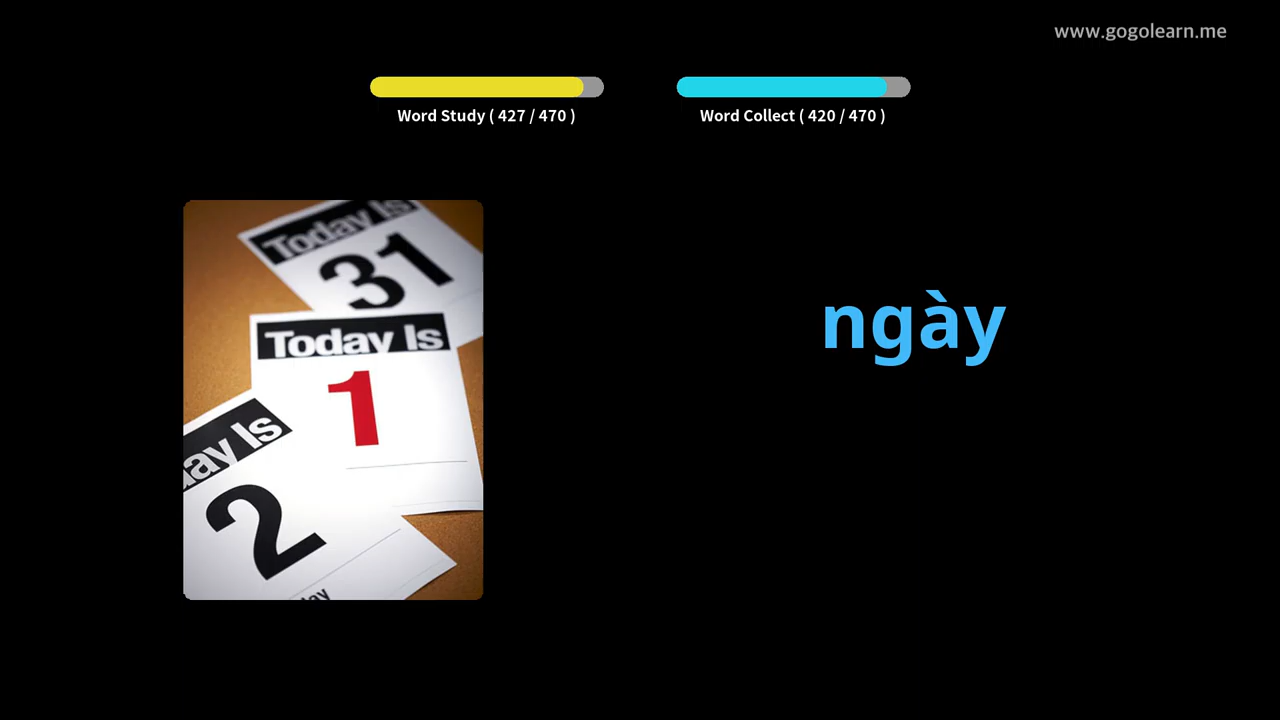 www.gogolearn.me
Word Study ( 427 / 470 )
Word Collect ( 420 / 470 )
Today Is
31
Today Is
1
ay Is
2
ngày